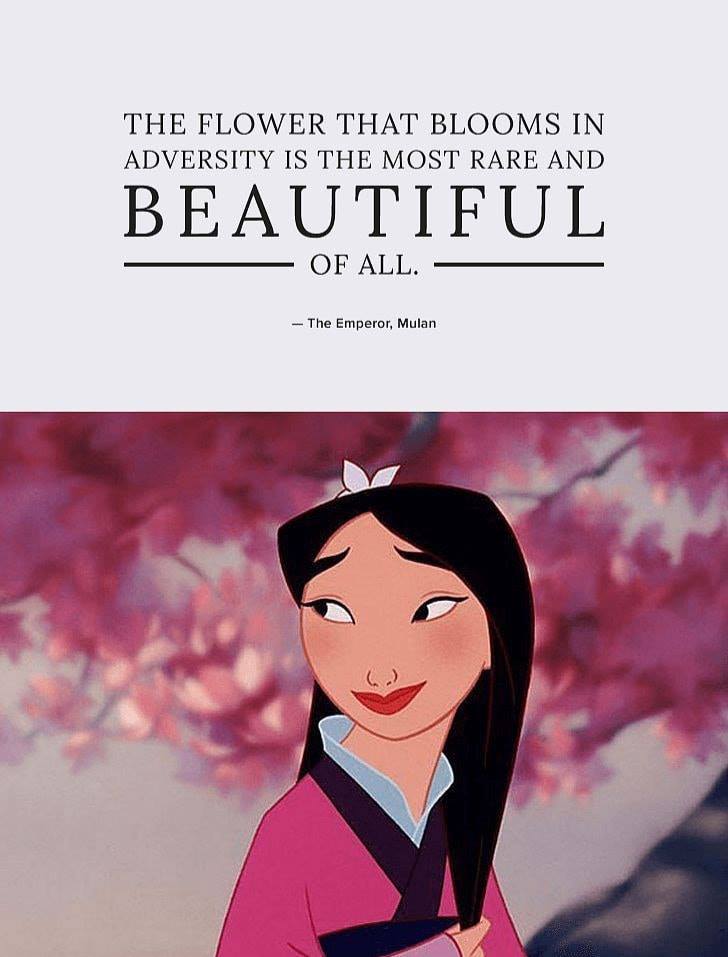 THE FLOWER THAT BLOOMS IN
ADVERSITY IS THE MOST RARE AND
BEAUTIFUL
OF ALL.
— The Emperor, Mulan